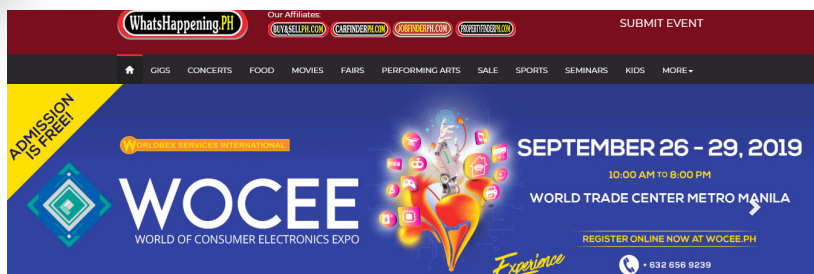 WhatsHappening.PH
Our Affiliates:
BUY&SELLPH.COM CARFINDERPH.COM JOBFINDERPH.COM PROPERTYFINDERPH.COM
SUBMIT EVENT
GIGS CONCERTS FOOD MOVIES FAIRS PERFORMING ARTS SALE SPORTS SEMINARS KIDS MORE
ADMISSION
IS FREE!
WORLDBEX SERVICES INTERNATIONAL
WOCEE
WORLD OF CONSUMER ELECTRONICS EXPO
SEPTEMBER 26 - 29, 2019
10:00 AM TO 8:00 PM
WORLD TRADE CENTER METRO MANILA
REGISTER ONLINE NOW AT WOCEE.PH
Experience
+ 632 656 9239